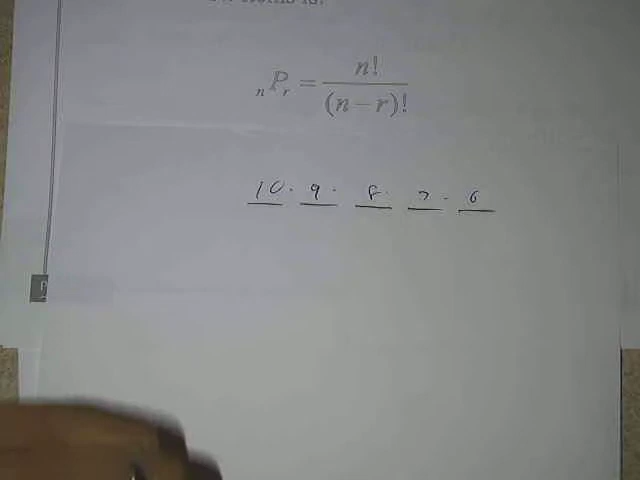 nPr = n! / (n − r)!
10 · 9 · 8 · 7 · 6